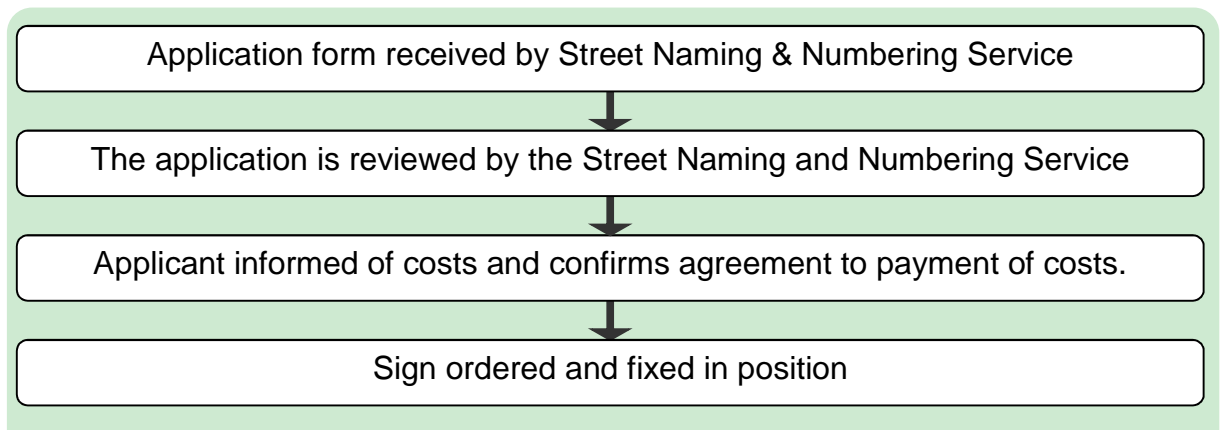 Application form received by Street Naming & Numbering Service
The application is reviewed by the Street Naming and Numbering Service
Applicant informed of costs and confirms agreement to payment of costs.
Sign ordered and fixed in position